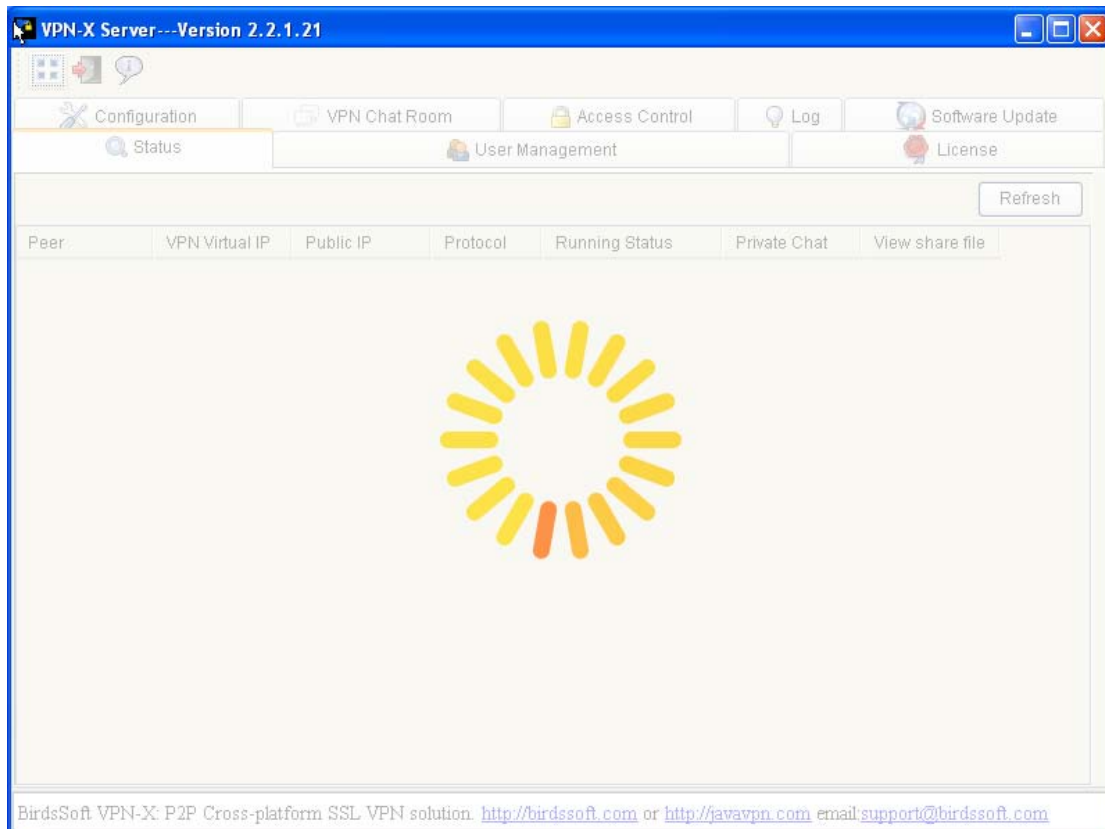 VPN-X Server---Version 2.2.1.21
Configuration VPN Chat Room Access Control Log Software Update
Status User Management License
Refresh
Peer VPN Virtual IP Public IP Protocol Running Status Private Chat View share file
BirdsSoft VPN-X: P2P Cross-platform SSL VPN solution. http://birdssoft.com or http://javavpn.com email:support@birdssoft.com